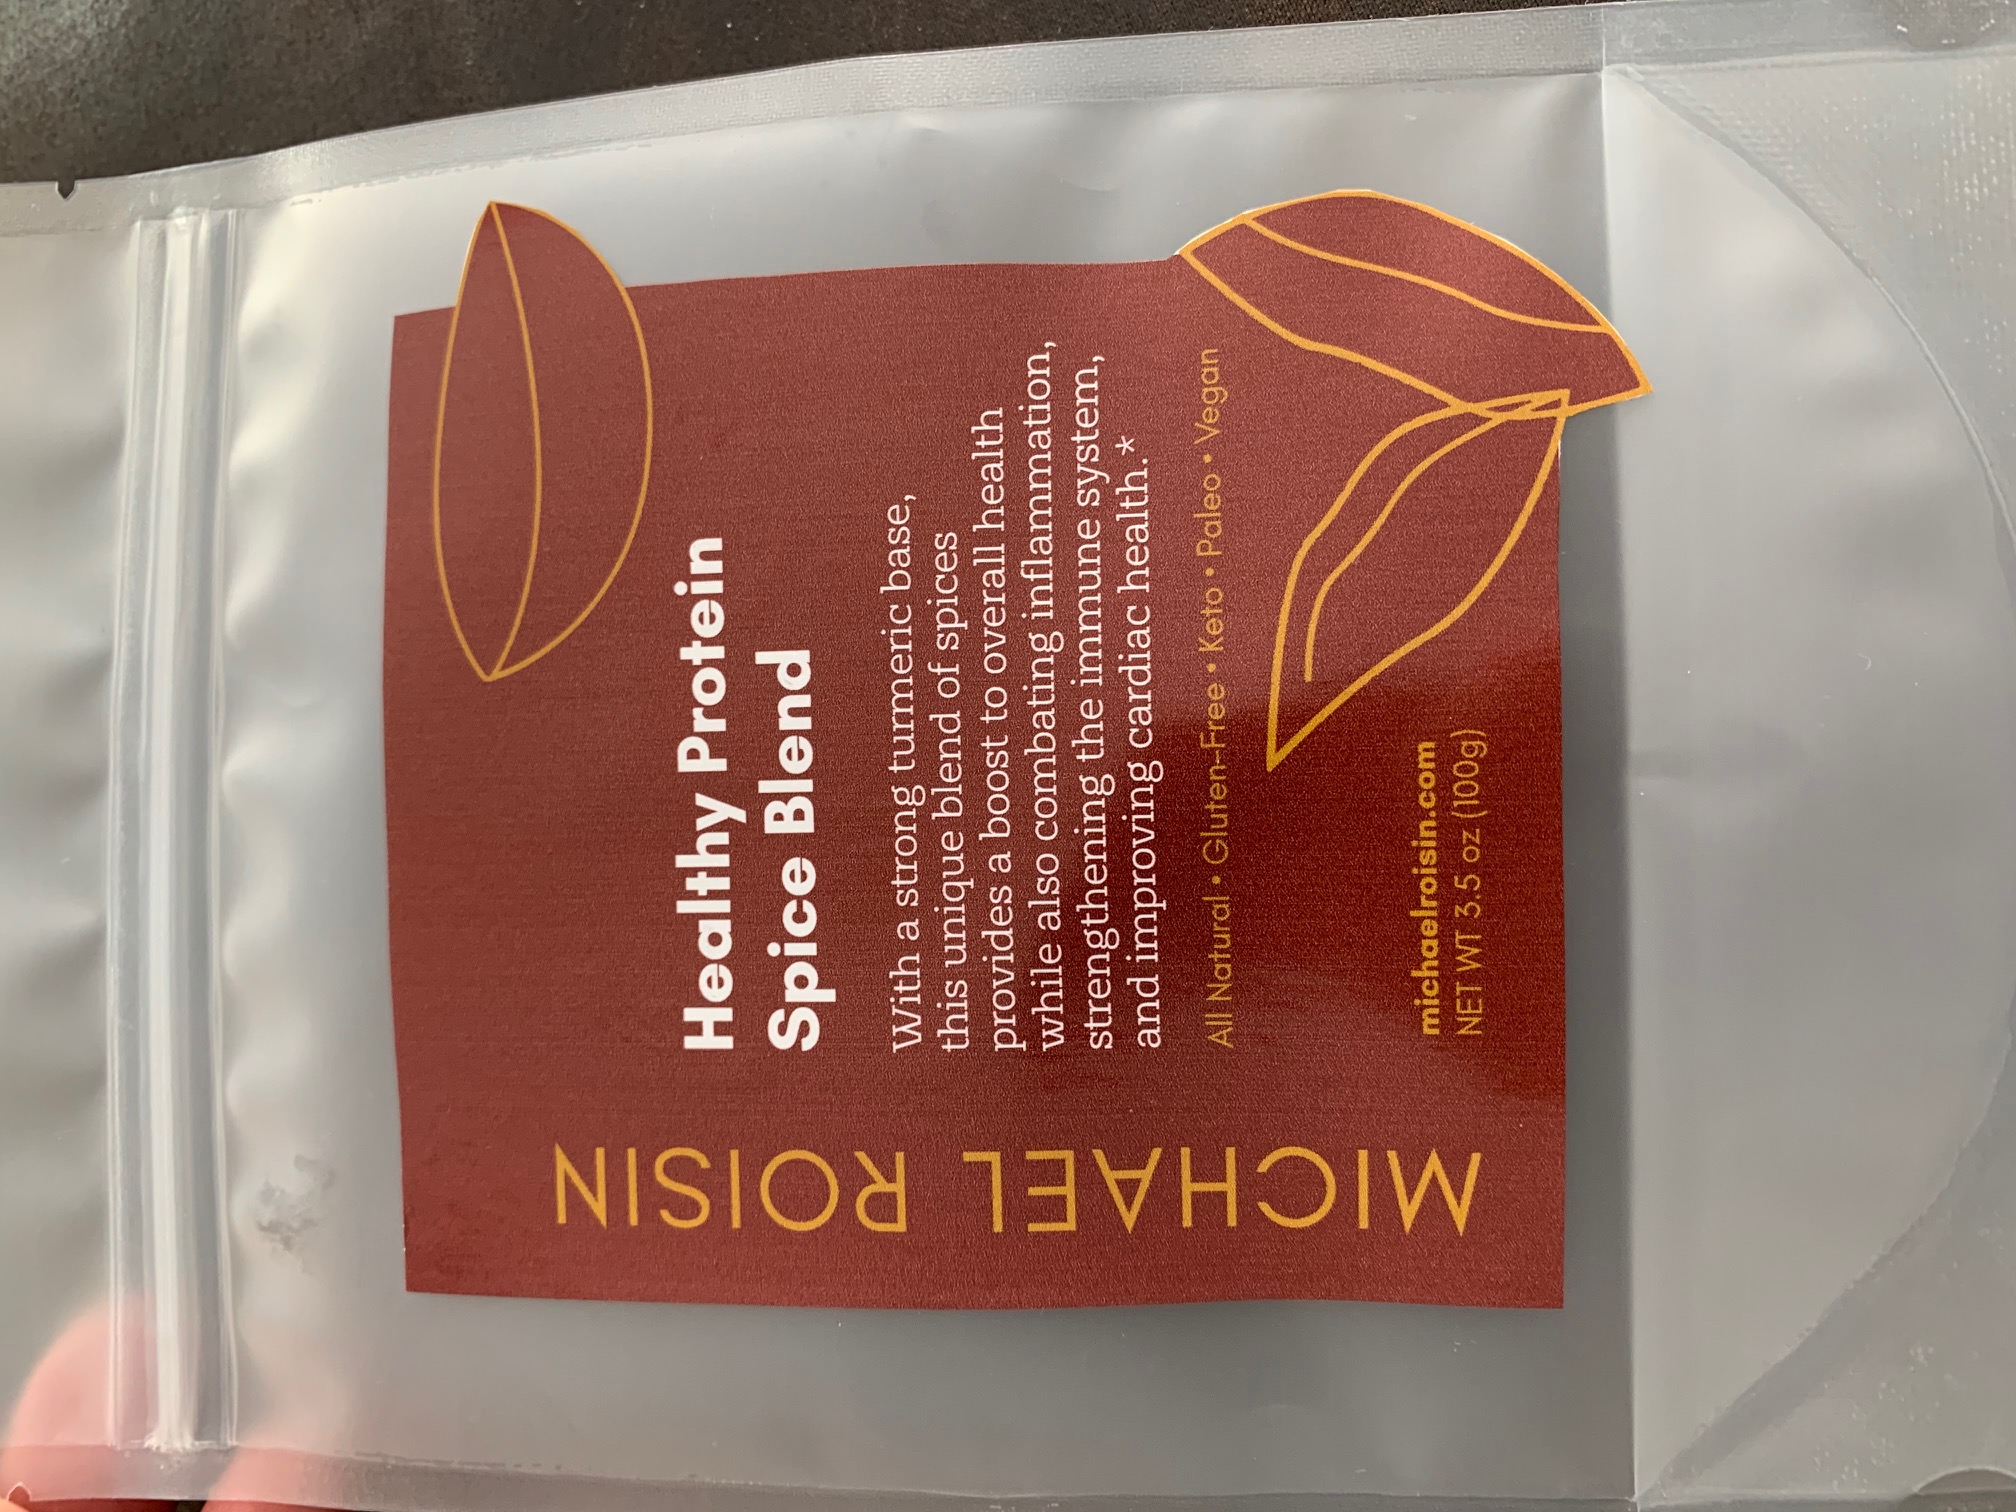 MICHAEL ROISIN
Healthy Protein
Spice Blend
With a strong turmeric base,
this unique blend of spices
provides a boost to overall health
while also combating inflammation,
strengthening the immune system,
and improving cardiac health.*
All Natural • Gluten-Free • Keto • Paleo • Vegan
michaelroisin.com
NET WT 3.5 oz (100g)